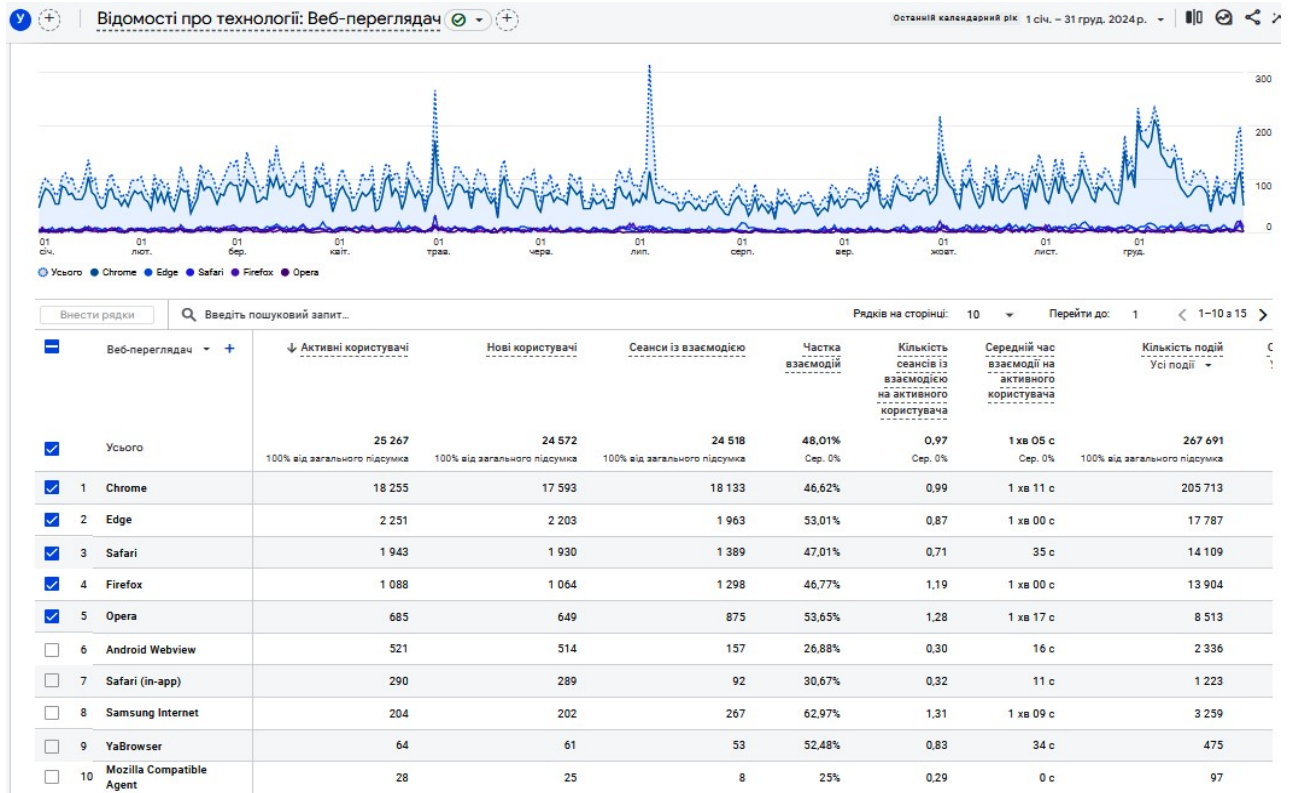 У
Відомості про технології: Веб-переглядач
Останній календарний рік 1 січ. – 31 груд. 2024 р.
300
200
100
0
01 01 01 01 01 01 01 01 01 01 01 01
січ. лют. бер. квіт. трав. черв. лип. серп. вер. жовт. лист. груд.
Усього Chrome Edge Safari Firefox Opera
Внести рядки Введіть пошуковий запит... Рядків на сторінці: 10 Перейти до: 1 1–10 з 15
Веб-переглядач + ↓ Активні користувачі Нові користувачі Сеанси із взаємодією Частка взаємодій Кількість сеансів із взаємодією на активного користувача Середній час взаємодії на активного користувача Кількість подій
Усі події
Усього 25 267 24 572 24 518 48,01% 0,97 1 хв 05 с 267 691
100% від загального підсумка 100% від загального підсумка 100% від загального підсумка Сер. 0% Сер. 0% Сер. 0% 100% від загального підсумка
1 Chrome 18 255 17 593 18 133 46,62% 0,99 1 хв 11 с 205 713
2 Edge 2 251 2 203 1 963 53,01% 0,87 1 хв 00 с 17 787
3 Safari 1 943 1 930 1 389 47,01% 0,71 35 с 14 109
4 Firefox 1 088 1 064 1 298 46,77% 1,19 1 хв 00 с 13 904
5 Opera 685 649 875 53,65% 1,28 1 хв 17 с 8 513
6 Android Webview 521 514 157 26,88% 0,30 16 с 2 336
7 Safari (in-app) 290 289 92 30,67% 0,32 11 с 1 223
8 Samsung Internet 204 202 267 62,97% 1,31 1 хв 09 с 3 259
9 YaBrowser 64 61 53 52,48% 0,83 34 с 475
10 Mozilla Compatible Agent 28 25 8 25% 0,29 0 с 97